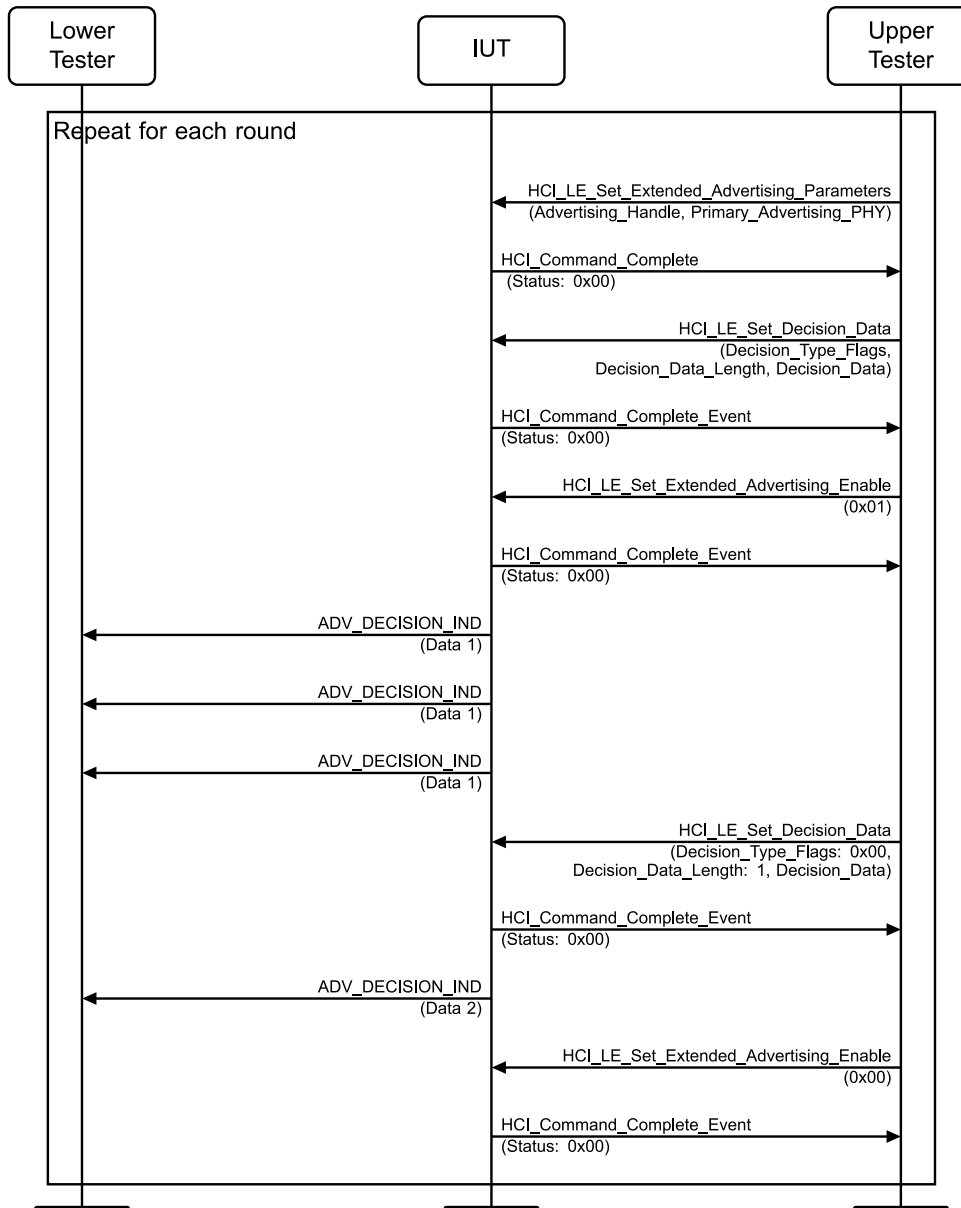 Lower
Tester
IUT
Upper
Tester
Repeat for each round
HCI_LE_Set_Extended_Advertising_Parameters
(Advertising_Handle, Primary_Advertising_PHY)
HCI_Command_Complete
(Status: 0x00)
HCI_LE_Set_Decision_Data
(Decision_Type_Flags,
Decision_Data_Length, Decision_Data)
HCI_Command_Complete_Event
(Status: 0x00)
HCI_LE_Set_Extended_Advertising_Enable
(0x01)
HCI_Command_Complete_Event
(Status: 0x00)
ADV_DECISION_IND
(Data 1)
ADV_DECISION_IND
(Data 1)
ADV_DECISION_IND
(Data 1)
HCI_LE_Set_Decision_Data
(Decision_Type_Flags: 0x00,
Decision_Data_Length: 1, Decision_Data)
HCI_Command_Complete_Event
(Status: 0x00)
ADV_DECISION_IND
(Data 2)
HCI_LE_Set_Extended_Advertising_Enable
(0x00)
HCI_Command_Complete_Event
(Status: 0x00)